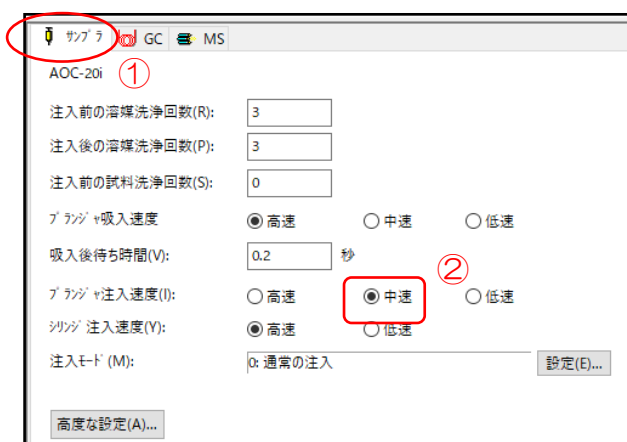 サンプラ GC MS
AOC-20i ①
注入前の溶媒洗浄回数(R): 3
注入後の溶媒洗浄回数(P): 3
注入前の試料洗浄回数(S): 0
プランジャ吸入速度 高速 中速 低速
吸入後待ち時間(V): 0.2 秒
②
プランジャ注入速度(I): 高速 中速 低速
シリンジ注入速度(Y): 高速 低速
注入モード(M): 0: 通常の注入 設定(E)...
高度な設定(A)...